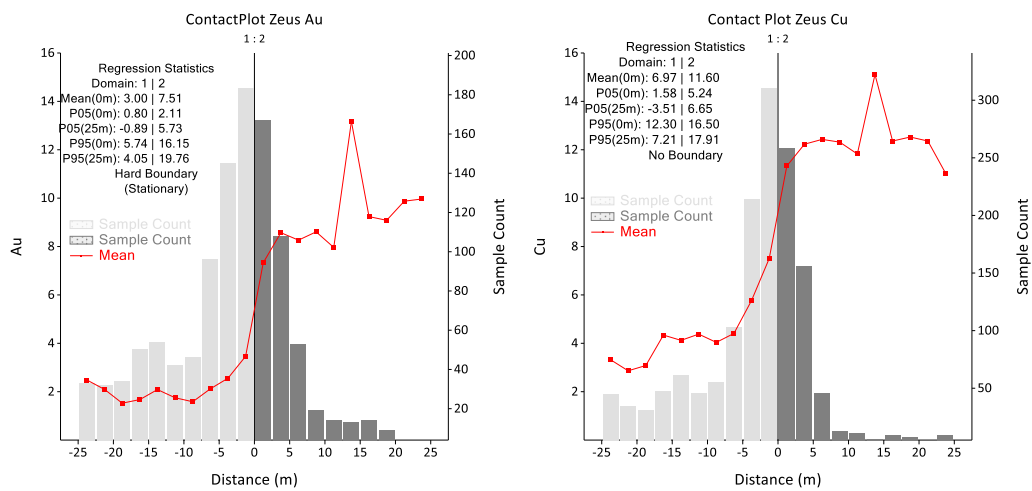 ContactPlot Zeus Au
1 : 2
Regression Statistics
Domain: 1 | 2
Mean(0m): 3.00 | 7.51
P05(0m): 0.80 | 2.11
P05(25m): -0.89 | 5.73
P95(0m): 5.74 | 16.15
P95(25m): 4.05 | 19.76
Hard Boundary
(Stationary)
Sample Count
Sample Count
Mean
Au
16
14
12
10
8
6
4
2
200
180
160
140
120
100
80
60
40
20
Sample Count
-25 -20 -15 -10 -5 0 5 10 15 20 25
Distance (m)
Contact Plot Zeus Cu
1 : 2
Regression Statistics
Domain: 1 | 2
Mean(0m): 6.97 | 11.60
P05(0m): 1.58 | 5.24
P05(25m): -3.51 | 6.65
P95(0m): 12.30 | 16.50
P95(25m): 7.21 | 17.91
No Boundary
Sample Count
Sample Count
Mean
Cu
16
14
12
10
8
6
4
2
300
250
200
150
100
50
Sample Count
-25 -20 -15 -10 -5 0 5 10 15 20 25
Distance (m)